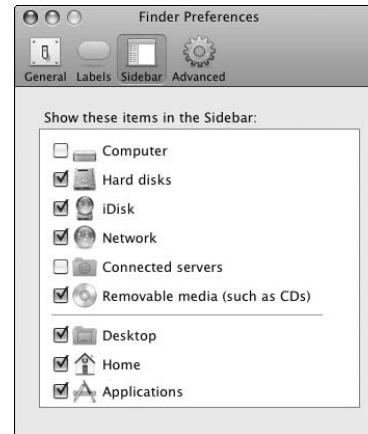 Finder Preferences
General Labels Sidebar Advanced
Show these items in the Sidebar:
Computer
Hard disks
iDisk
Network
Connected servers
Removable media (such as CDs)
Desktop
Home
Applications